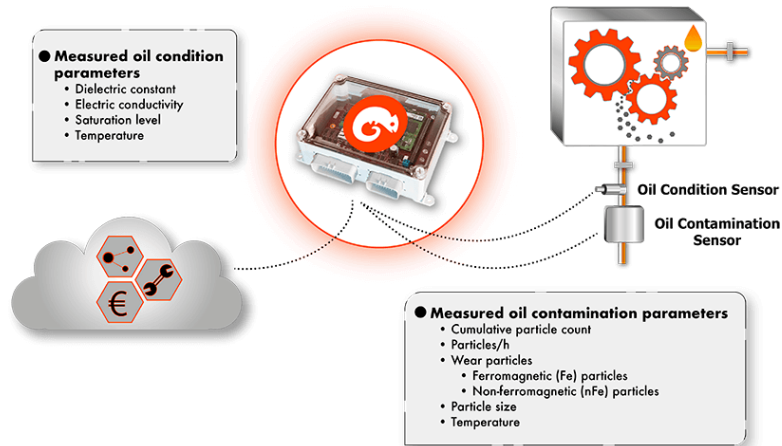 Measured oil condition
parameters
• Dielectric constant
• Electric conductivity
• Saturation level
• Temperature
Oil Condition Sensor
Oil Contamination
Sensor
€
Measured oil contamination parameters
• Cumulative particle count
• Particles/h
• Wear particles
• Ferromagnetic (Fe) particles
• Non-ferromagnetic (nFe) particles
• Particle size
• Temperature